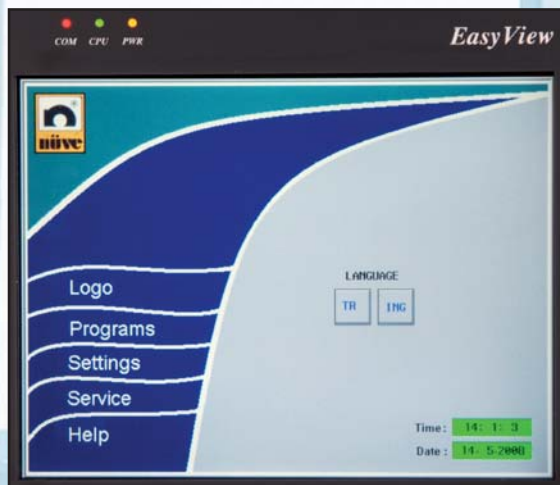 COM CPU PWR
EasyView
nüve
LANGUAGE
TR ING
Logo
Programs
Settings
Service
Help
Time: 14: 1: 3
Date: 14. 5.2008